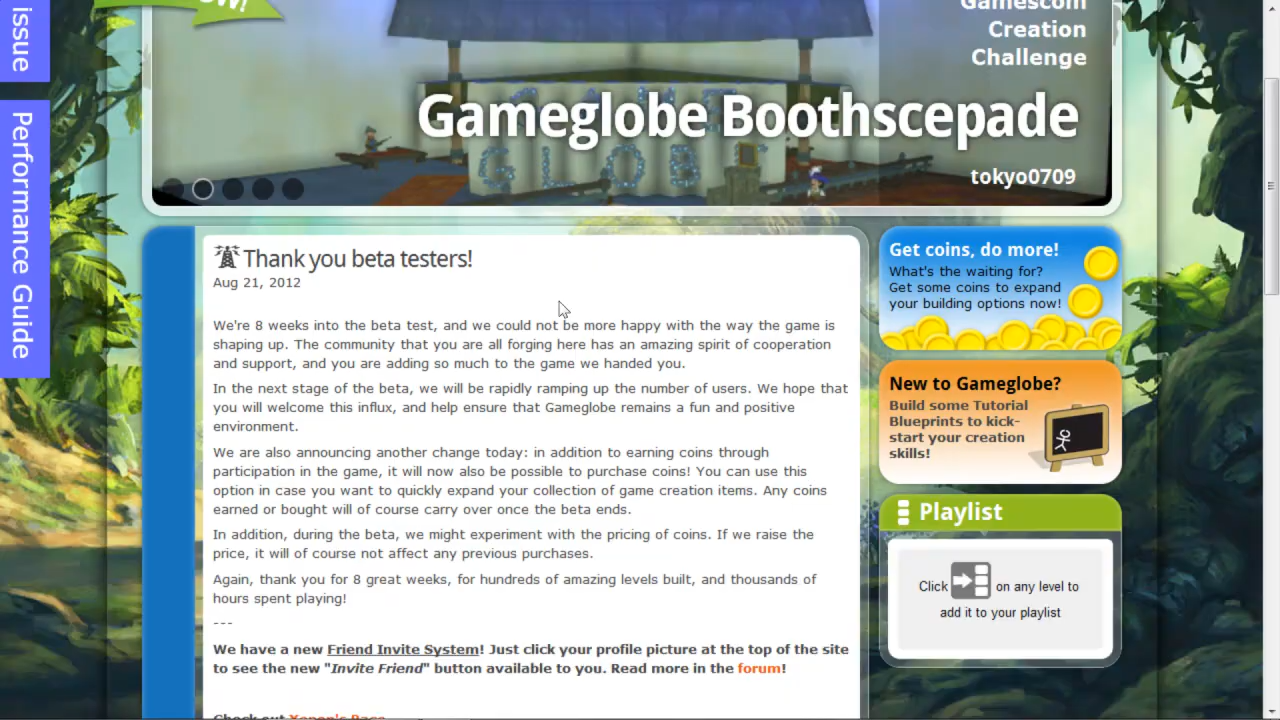 issue
Performance Guide
Gamescom
Creation
Challenge
Gameglobe Boothscepade
GLOB
tokyo0709
Thank you beta testers!
Aug 21, 2012
We're 8 weeks into the beta test, and we could not be more happy with the way the game is
shaping up. The community that you are all forging here has an amazing spirit of cooperation
and support, and you are adding so much to the game we handed you.
In the next stage of the beta, we will be rapidly ramping up the number of users. We hope that
you will welcome this influx, and help ensure that Gameglobe remains a fun and positive
environment.
We are also announcing another change today: in addition to earning coins through
participation in the game, it will now also be possible to purchase coins! You can use this
option in case you want to quickly expand your collection of game creation items. Any coins
earned or bought will of course carry over once the beta ends.
In addition, during the beta, we might experiment with the pricing of coins. If we raise the
price, it will of course not affect any previous purchases.
Again, thank you for 8 great weeks, for hundreds of amazing levels built, and thousands of
hours spent playing!
---
We have a new Friend Invite System! Just click your profile picture at the top of the site
to see the new "Invite Friend" button available to you. Read more in the forum!
Check out Xenon's Page
Get coins, do more!
What's the waiting for?
Get some coins to expand
your building options now!
New to Gameglobe?
Build some Tutorial
Blueprints to kick-
start your creation
skills!
Playlist
Click on any level to
add it to your playlist